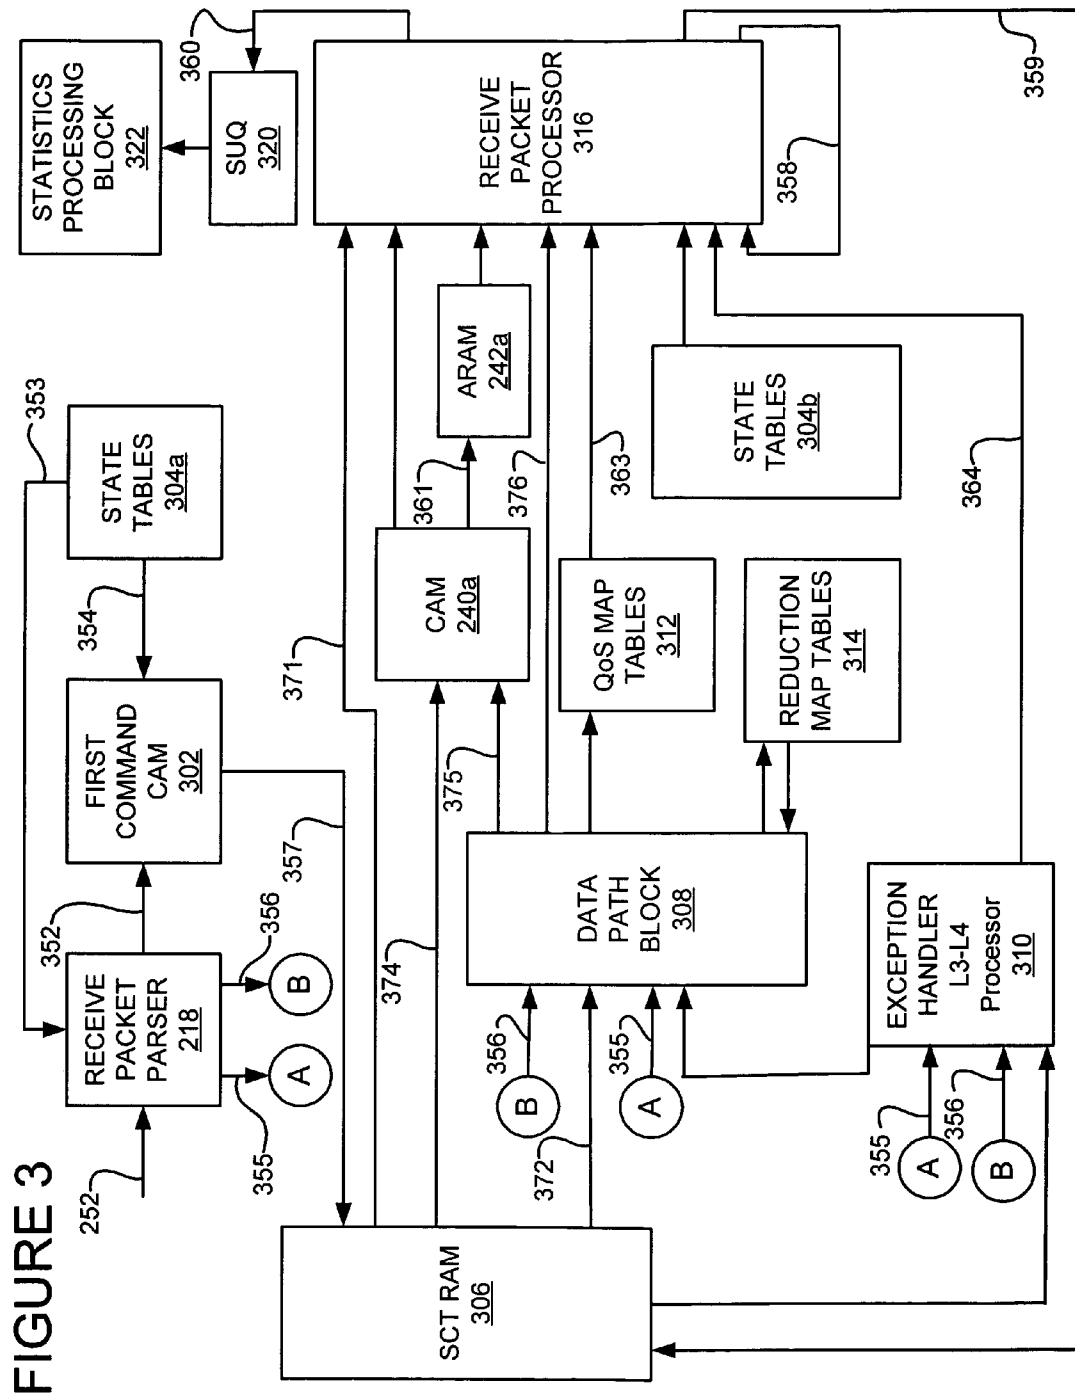 FIGURE 3
252
RECEIVE
PACKET
PARSER
218
355
A
356
B
352
FIRST
COMMAND
CAM
302
354
STATE
TABLES
304a
353
STATISTICS
PROCESSING
BLOCK
322
SUQ
320
360
357
371
SCT RAM
306
374
372
B
356
A
355
DATA
PATH
BLOCK
308
375
CAM
240a
361
ARAM
242a
376
QoS MAP
TABLES
312
363
REDUCTION
MAP TABLES
314
STATE
TABLES
304b
RECEIVE
PACKET
PROCESSOR
316
358
359
A
355
B
356
EXCEPTION
HANDLER
L3-L4
Processor
310
364